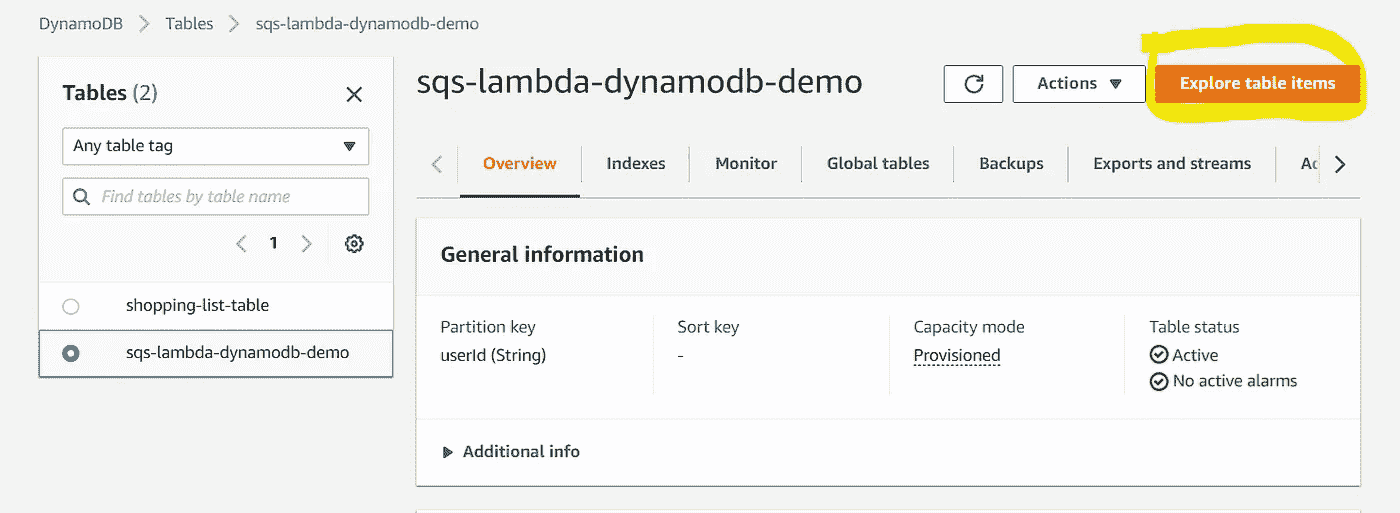 DynamoDB > Tables > sqs-lambda-dynamodb-demo
Tables (2)
Any table tag
Find tables by table name
1
shopping-list-table
sqs-lambda-dynamodb-demo
sqs-lambda-dynamodb-demo
Actions
Explore table items
Overview
Indexes
Monitor
Global tables
Backups
Exports and streams
General information
Partition key
userId (String)
Sort key
-
Capacity mode
Provisioned
Table status
Active
No active alarms
Additional info